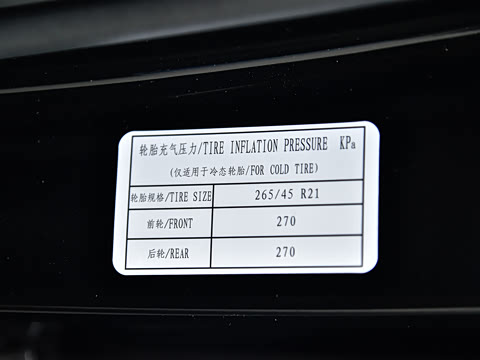 轮胎充气压力/TIRE INFLATION PRESSURE KPa
(仅适用于冷态轮胎/FOR COLD TIRE)
轮胎规格/TIRE SIZE 265/45 R21
前轮/FRONT 270
后轮/REAR 270